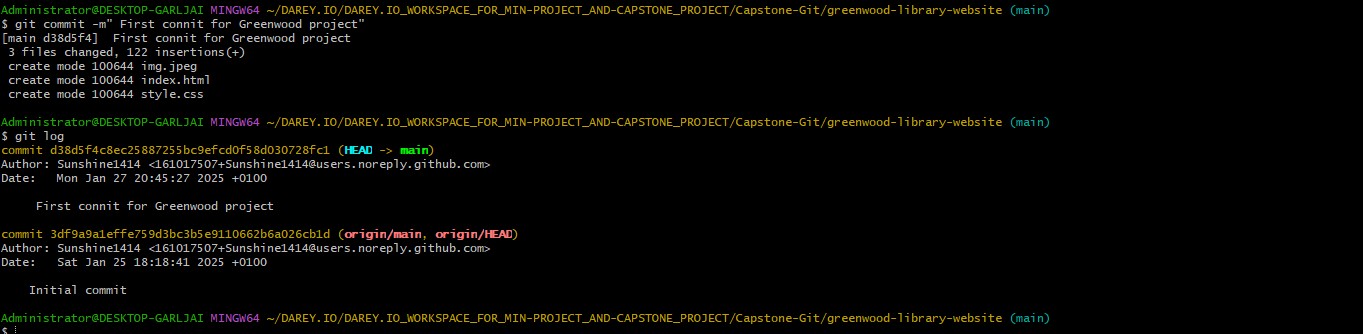 Administrator@DESKTOP-GARLJAI MINGW64 ~/DAREY.IO/DAREY.IO_WORKSPACE_FOR_MIN-PROJECT_AND-CAPSTONE_PROJECT/Capstone-Git/greenwood-library-website (main)
$ git commit -m" First connit for Greenwood project"
[main d38d5f4]  First connit for Greenwood project
 3 files changed, 122 insertions(+)
 create mode 100644 img.jpeg
 create mode 100644 index.html
 create mode 100644 style.css

Administrator@DESKTOP-GARLJAI MINGW64 ~/DAREY.IO/DAREY.IO_WORKSPACE_FOR_MIN-PROJECT_AND-CAPSTONE_PROJECT/Capstone-Git/greenwood-library-website (main)
$ git log
commit d38d5f4c8ec25887255bc9efcd0f58d030728fc1 (HEAD -> main)
Author: Sunshine1414 <161017507+Sunshine1414@users.noreply.github.com>
Date:   Mon Jan 27 20:45:27 2025 +0100

     First connit for Greenwood project

commit 3df9a9a1effe759d3bc3b5e9110662b6a026cb1d (origin/main, origin/HEAD)
Author: Sunshine1414 <161017507+Sunshine1414@users.noreply.github.com>
Date:   Sat Jan 25 18:18:41 2025 +0100

    Initial commit

Administrator@DESKTOP-GARLJAI MINGW64 ~/DAREY.IO/DAREY.IO_WORKSPACE_FOR_MIN-PROJECT_AND-CAPSTONE_PROJECT/Capstone-Git/greenwood-library-website (main)
$